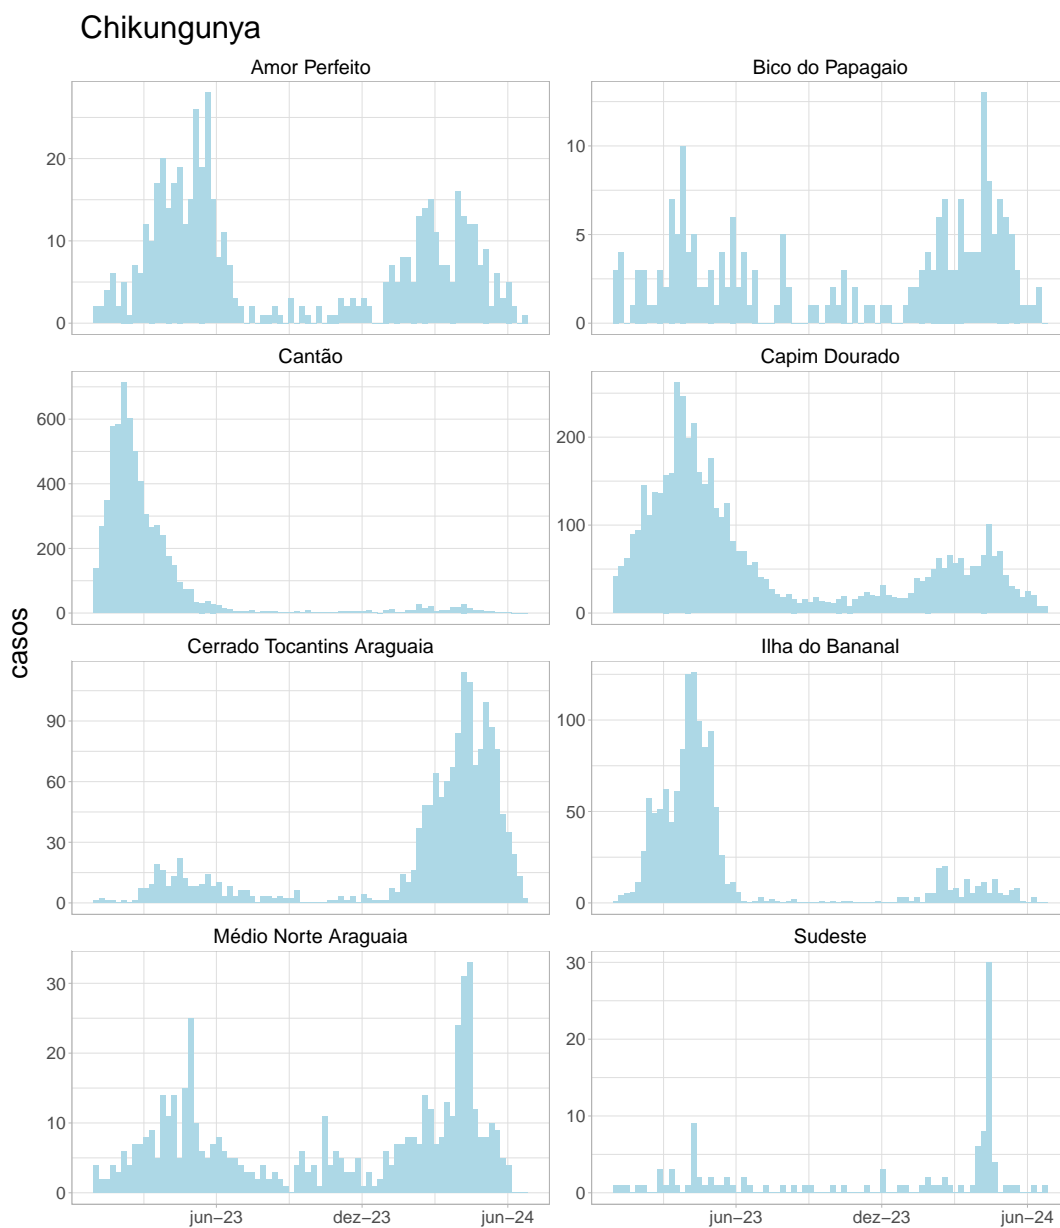 Chikungunya
Amor Perfeito
Bico do Papagaio
20
10
0
10
5
0
Cantão
Capim Dourado
600
400
200
0
200
100
0
casos
Cerrado Tocantins Araguaia
Ilha do Bananal
90
60
30
0
100
50
0
Médio Norte Araguaia
Sudeste
30
20
10
0
30
20
10
0
jun−23
dez−23
jun−24
jun−23
dez−23
jun−24